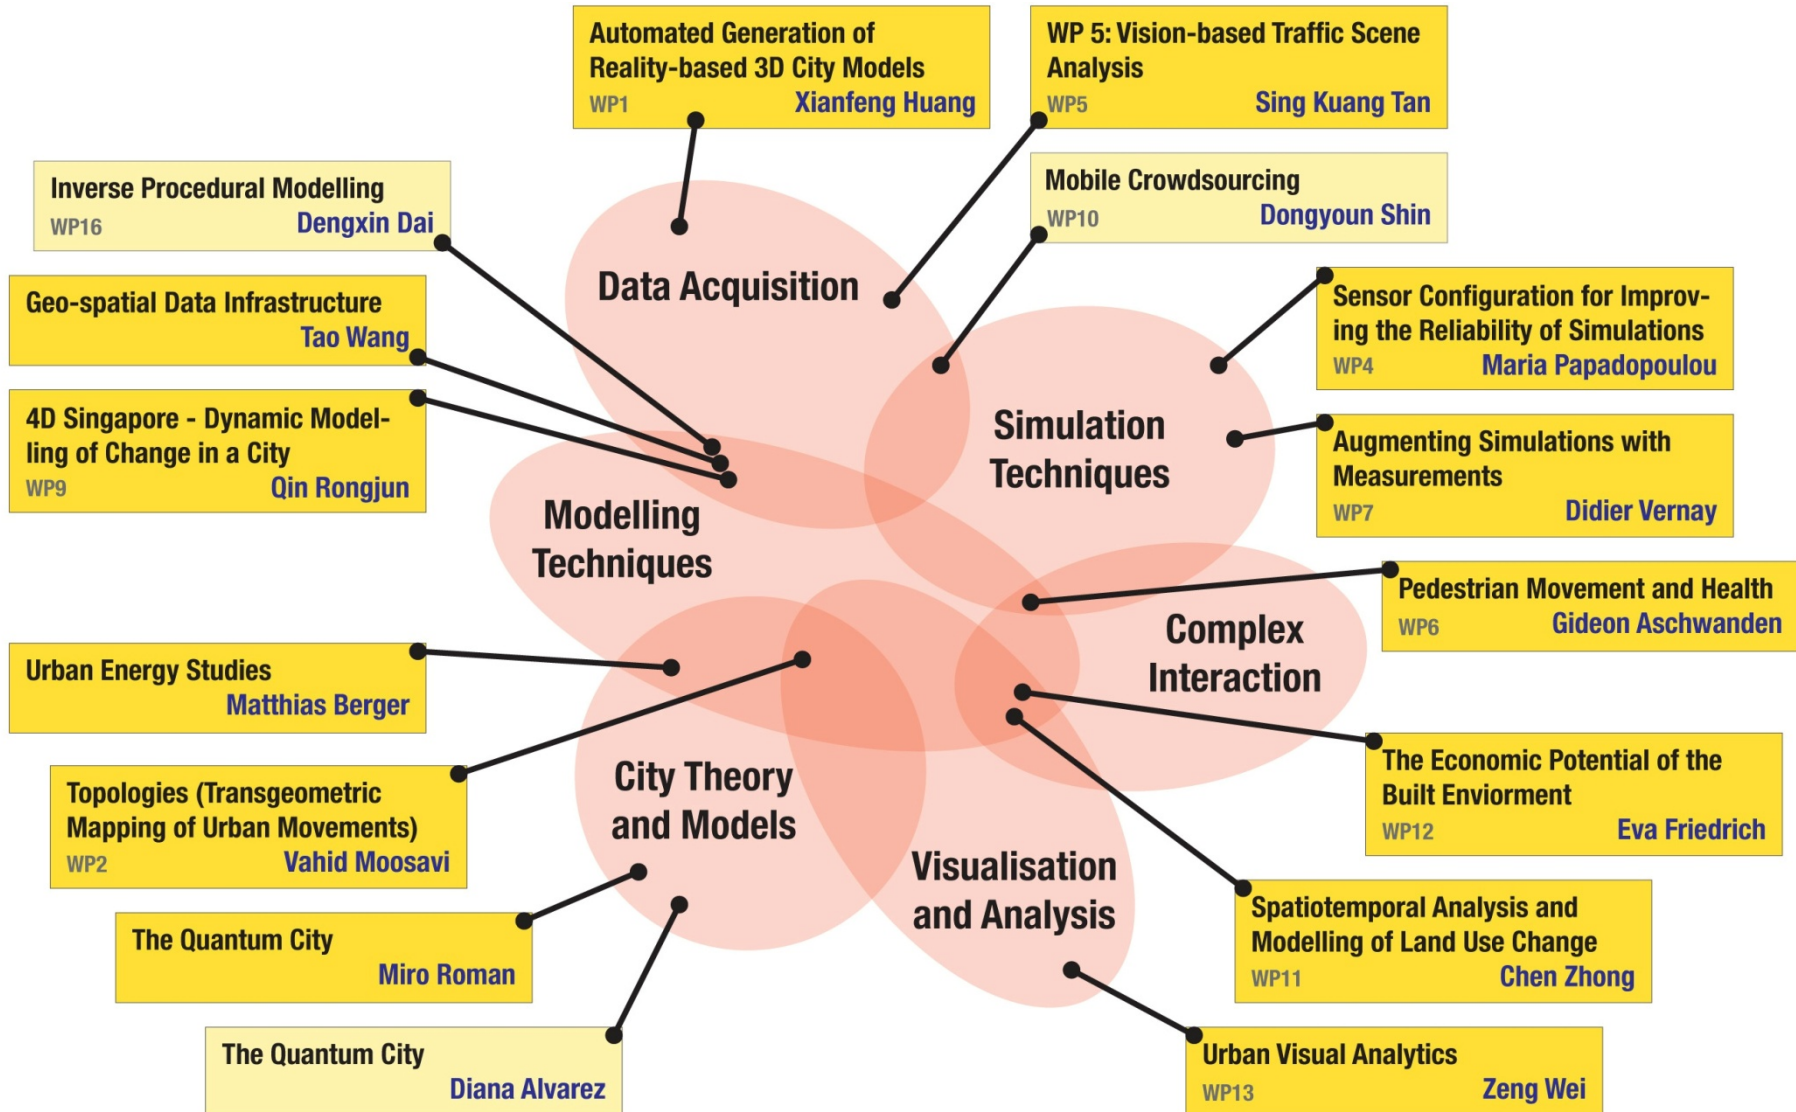 Automated Generation of
Reality-based 3D City Models
WP1 Xianfeng Huang
WP 5: Vision-based Traffic Scene
Analysis
WP5 Sing Kuang Tan
Inverse Procedural Modelling
WP16 Dengxin Dai
Mobile Crowdsourcing
WP10 Dongyoun Shin
Geo-spatial Data Infrastructure
Tao Wang
Data Acquisition
Sensor Configuration for Improv-
ing the Reliability of Simulations
WP4 Maria Papadopoulou
4D Singapore - Dynamic Model-
ling of Change in a City
WP9 Qin Rongjun
Simulation
Techniques
Augmenting Simulations with
Measurements
WP7 Didier Vernay
Modelling
Techniques
Pedestrian Movement and Health
WP6 Gideon Aschwanden
Complex
Interaction
Urban Energy Studies
Matthias Berger
The Economic Potential of the
Built Enviorment
WP12 Eva Friedrich
Topologies (Transgeometric
Mapping of Urban Movements)
WP2 Vahid Moosavi
City Theory
and Models
Visualisation
and Analysis
Spatiotemporal Analysis and
Modelling of Land Use Change
WP11 Chen Zhong
The Quantum City
Miro Roman
The Quantum City
Diana Alvarez
Urban Visual Analytics
WP13 Zeng Wei